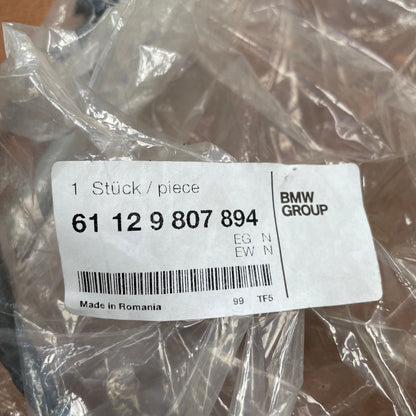 1 Stück / piece
61 12 9 807 894
EG N
EW N
Made in Romania
99 TF5
BMW
GROUP